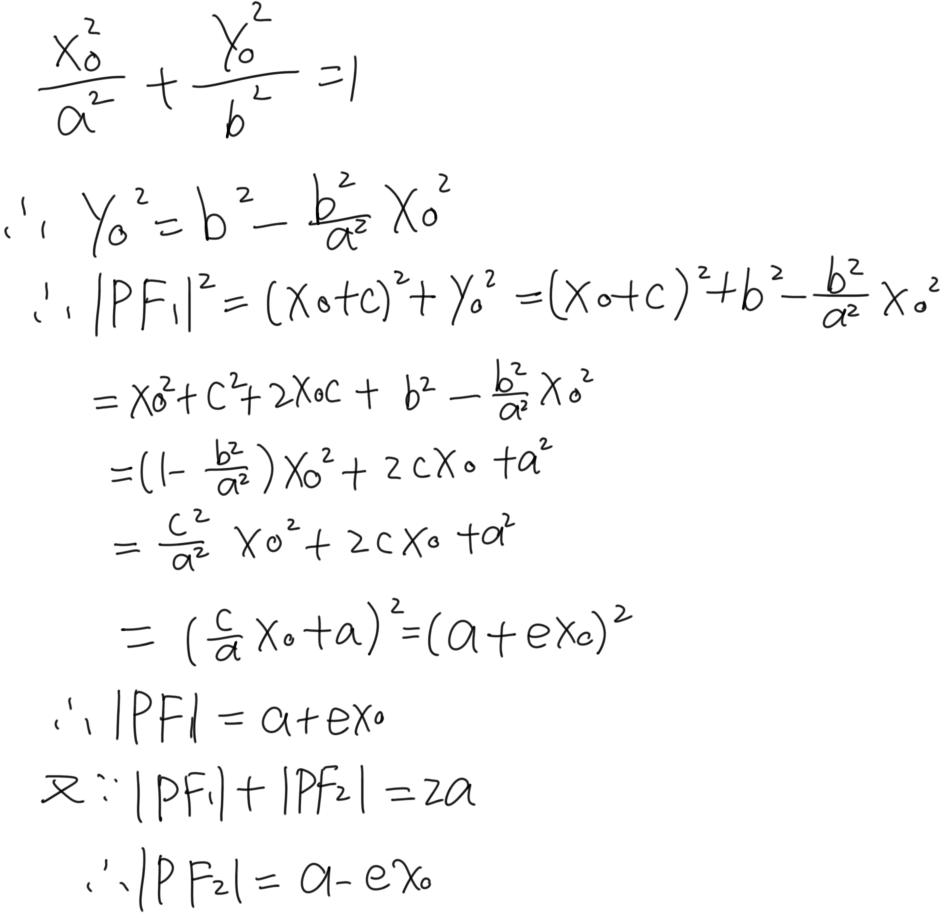 x₀²/a² + y₀²/b² = 1
∴ y₀² = b² - b²/a² x₀²
∴ |PF₁|² = (x₀+c)² + y₀² = (x₀+c)² + b² - b²/a² x₀²
= x₀² + c² + 2x₀c + b² - b²/a² x₀²
= (1 - b²/a²) x₀² + 2cx₀ + a²
= c²/a² x₀² + 2cx₀ + a²
= (c/a x₀ + a)² = (a + ex₀)²
∴ |PF₁| = a + ex₀
又∵ |PF₁| + |PF₂| = 2a
∴ |PF₂| = a - ex₀